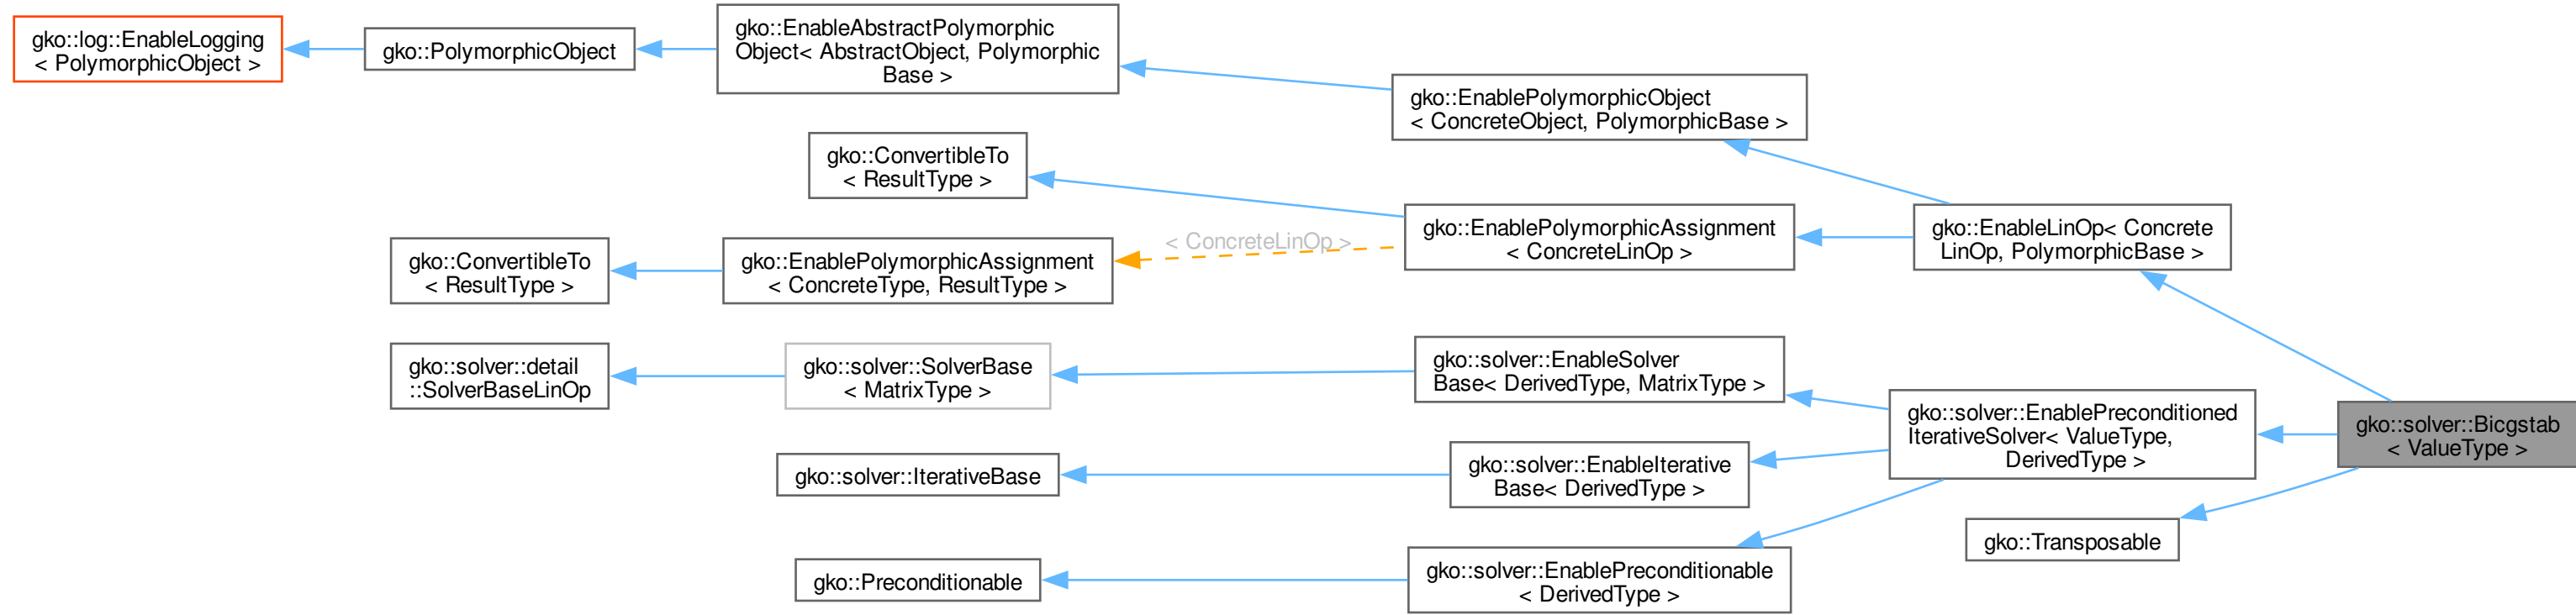 gko::log::EnableLogging
< PolymorphicObject >
gko::PolymorphicObject
gko::EnableAbstractPolymorphic
Object< AbstractObject, Polymorphic
Base >
gko::EnablePolymorphicObject
< ConcreteObject, PolymorphicBase >
gko::ConvertibleTo
< ResultType >
gko::EnablePolymorphicAssignment
< ConcreteLinOp >
gko::EnableLinOp< Concrete
LinOp, PolymorphicBase >
gko::ConvertibleTo
< ResultType >
gko::EnablePolymorphicAssignment
< ConcreteType, ResultType >
< ConcreteLinOp >
gko::solver::detail
::SolverBaseLinOp
gko::solver::SolverBase
< MatrixType >
gko::solver::EnableSolver
Base< DerivedType, MatrixType >
gko::solver::EnablePreconditioned
IterativeSolver< ValueType,
DerivedType >
gko::solver::Bicgstab
< ValueType >
gko::solver::IterativeBase
gko::solver::EnableIterative
Base< DerivedType >
gko::Transposable
gko::Preconditionable
gko::solver::EnablePreconditionable
< DerivedType >